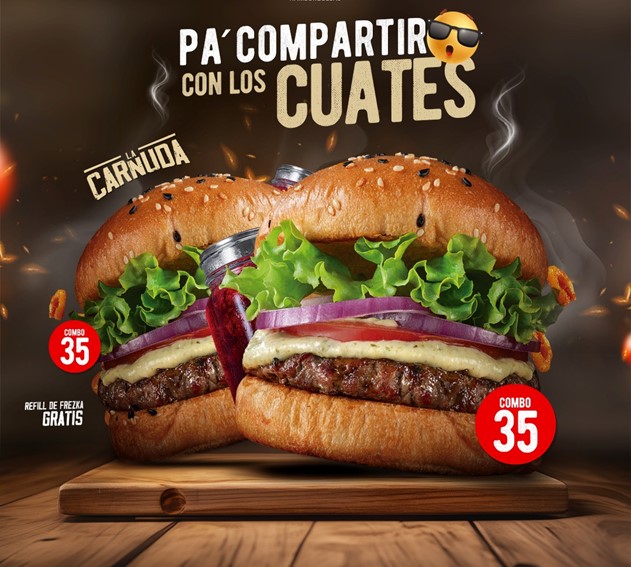 PA´COMPARTIR
CON LOS CUATES
LA
CARNUDA
COMBO
35
REFILL DE FREZKA
GRATIS
COMBO
35